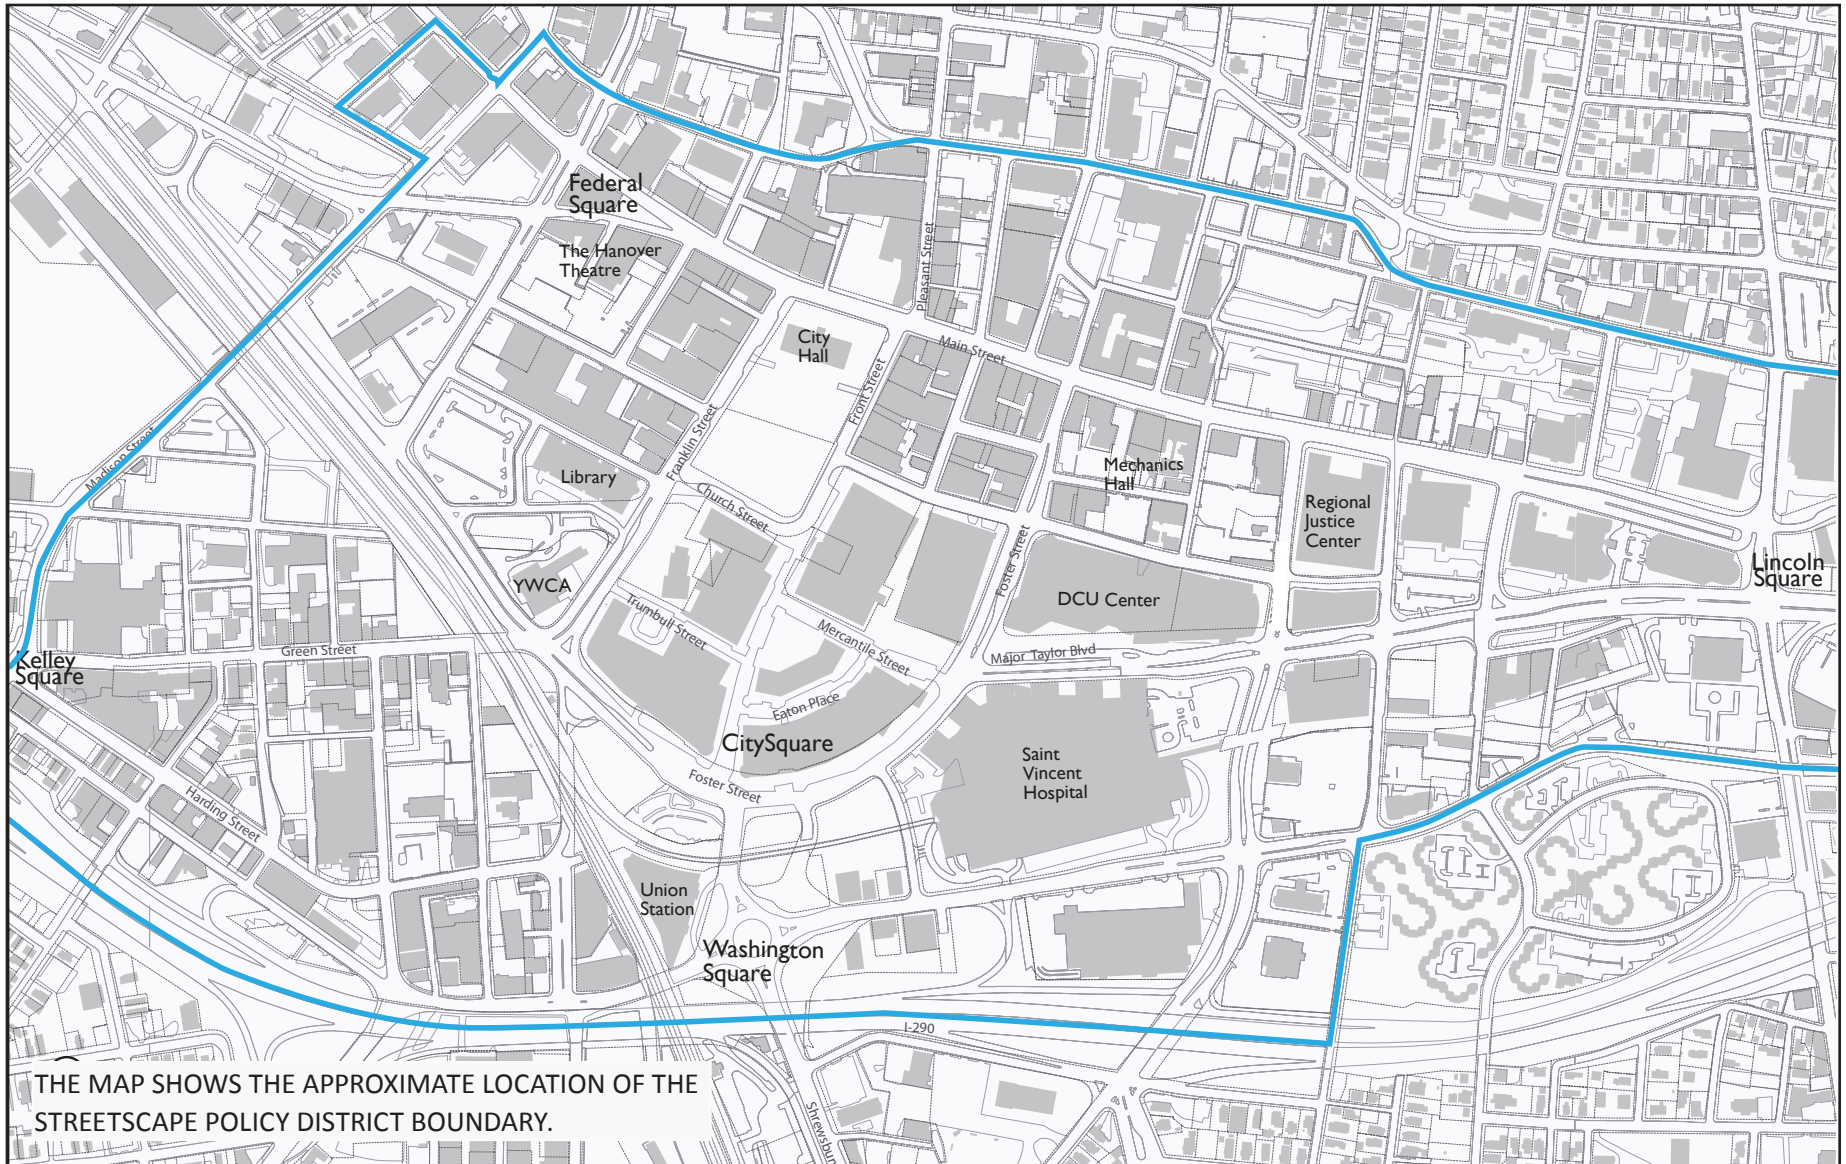 Federal
Square
The Hanover
Theatre
Pleasant Street
City
Hall
Main Street
Front Street
Franklin Street
Library
Church Street
Mechanics
Hall
Regional
Justice
Center
Madison Street
Lincoln
Square
YWCA
Foster Street
DCU Center
Trumbull Street
Mercantile Street
Green Street
Major Taylor Blvd
Kelley
Square
Eaton Place
CitySquare
Saint
Vincent
Hospital
Foster Street
Harding Street
Union
Station
Washington
Square
I-290
THE MAP SHOWS THE APPROXIMATE LOCATION OF THE
STREETSCAPE POLICY DISTRICT BOUNDARY.
Shrewsbur